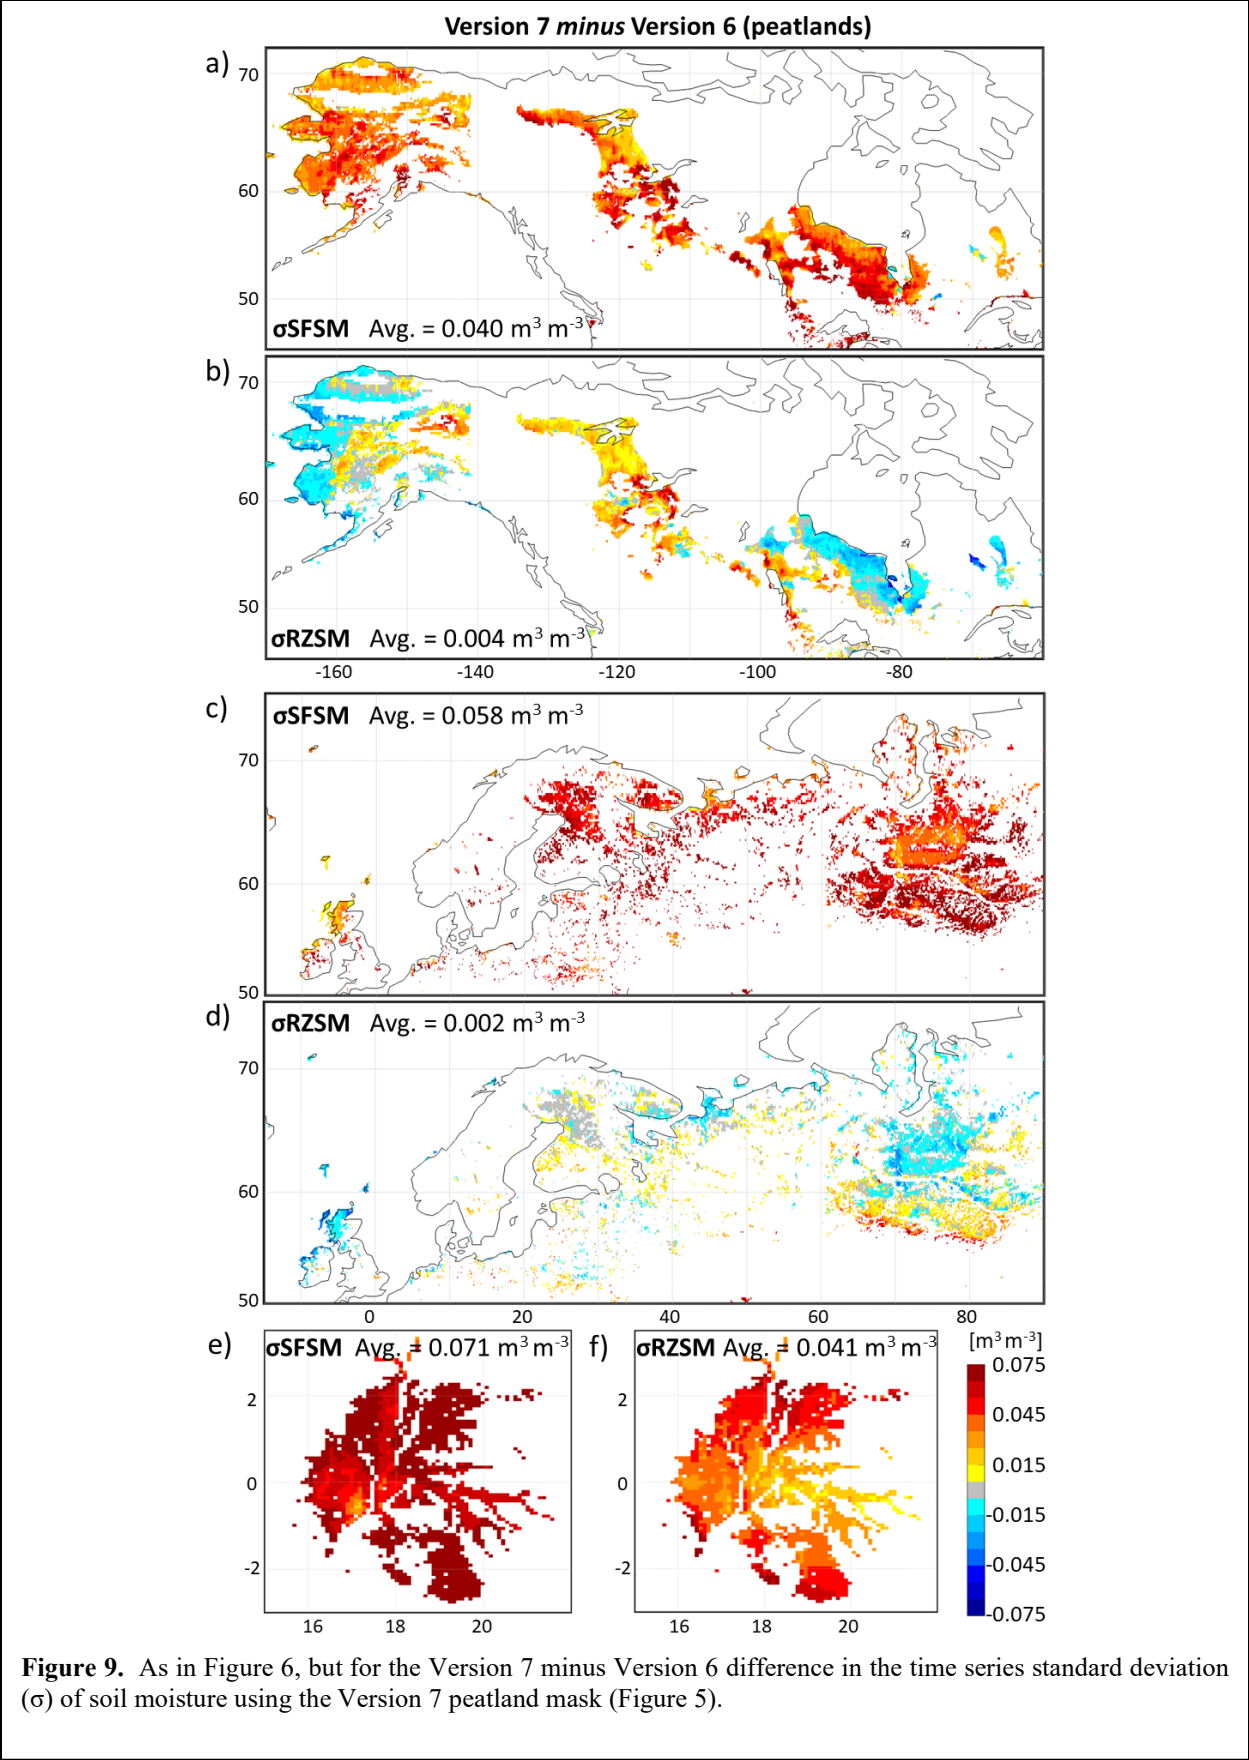 Version 7 minus Version 6 (peatlands)
a)
70
60
50
σSFSM Avg. = 0.040 m³ m⁻³
b)
70
60
50
σRZSM Avg. = 0.004 m³ m⁻³
-160 -140 -120 -100 -80
c)
σSFSM Avg. = 0.058 m³ m⁻³
70
60
50
d)
σRZSM Avg. = 0.002 m³ m⁻³
70
60
50
0 20 40 60 80
e)
σSFSM Avg. = 0.071 m³ m⁻³
2
0
-2
16 18 20
f)
σRZSM Avg. = 0.041 m³ m⁻³
2
0
-2
16 18 20
[m³ m⁻³]
0.075
0.045
0.015
-0.015
-0.045
-0.075
Figure 9. As in Figure 6, but for the Version 7 minus Version 6 difference in the time series standard deviation
(σ) of soil moisture using the Version 7 peatland mask (Figure 5).